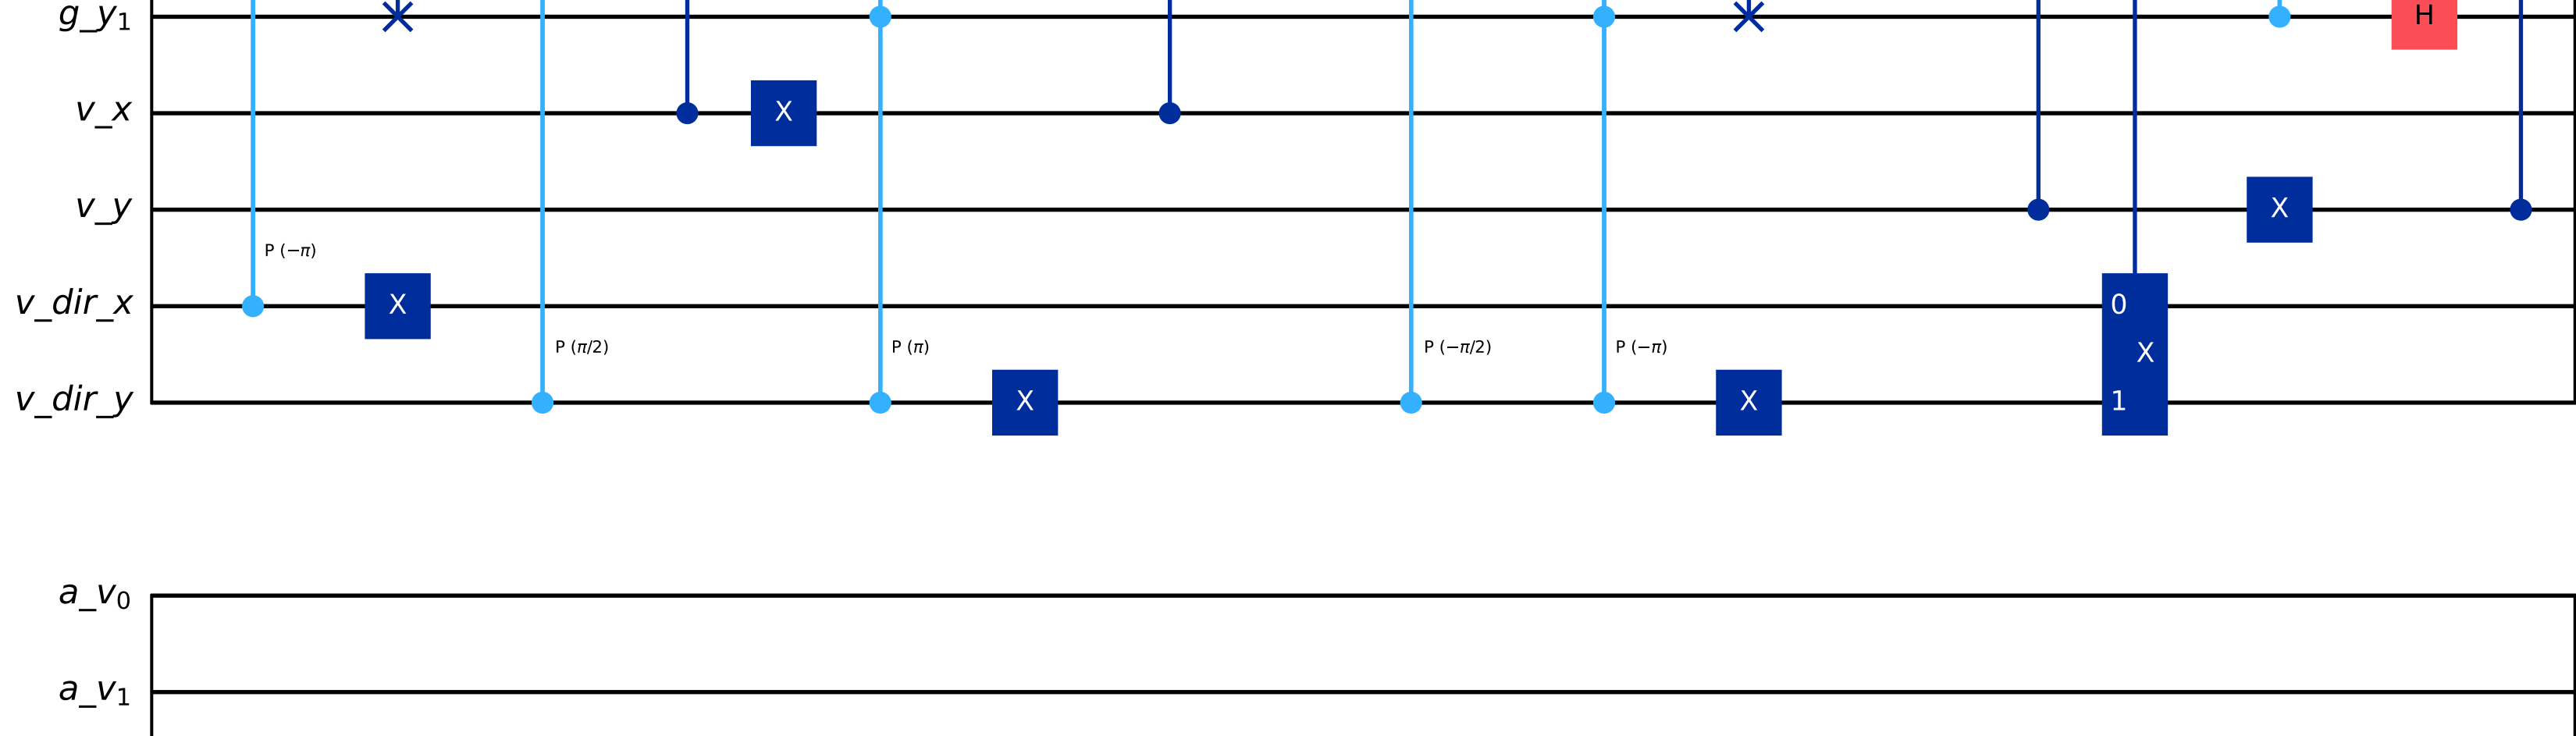 g_y₁ H
v_x X
v_y X
P (−π)
v_dir_x X 0
P (π/2) P (π) P (−π/2) P (−π) X
v_dir_y X X 1
a_v₀
a_v₁